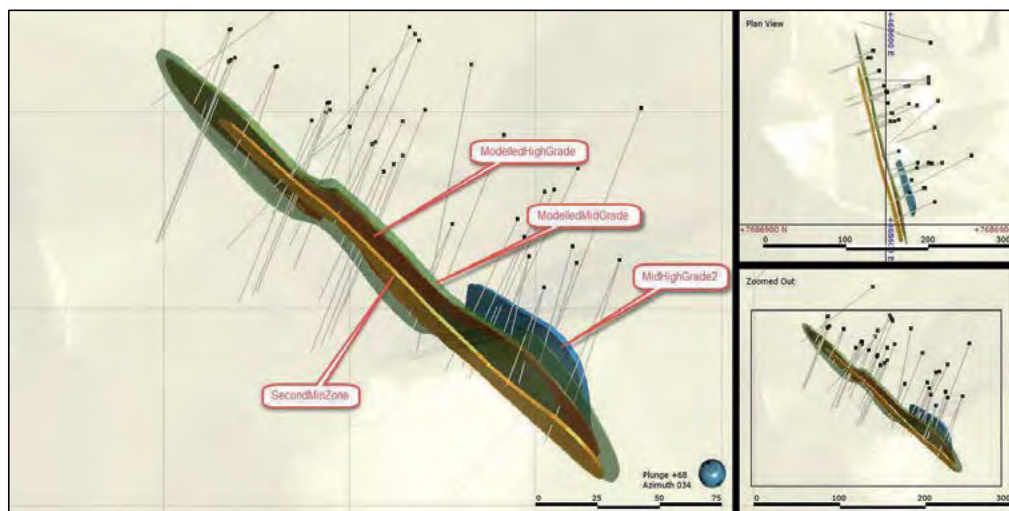 ModelledHighGrade
ModelledMidGrade
MidHighGrade2
SecondMinZone
Plunge +68
Azimuth 034
0 25 50 75
Plan View
+7686900 N
0 100 200 300
Zoomed Out
0 100 200 300